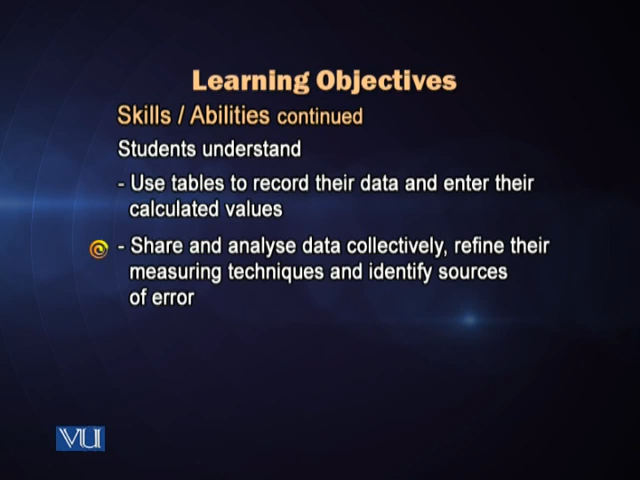 Learning Objectives
Skills / Abilities continued
Students understand
- Use tables to record their data and enter their
calculated values
- Share and analyse data collectively, refine their
measuring techniques and identify sources
of error
VU